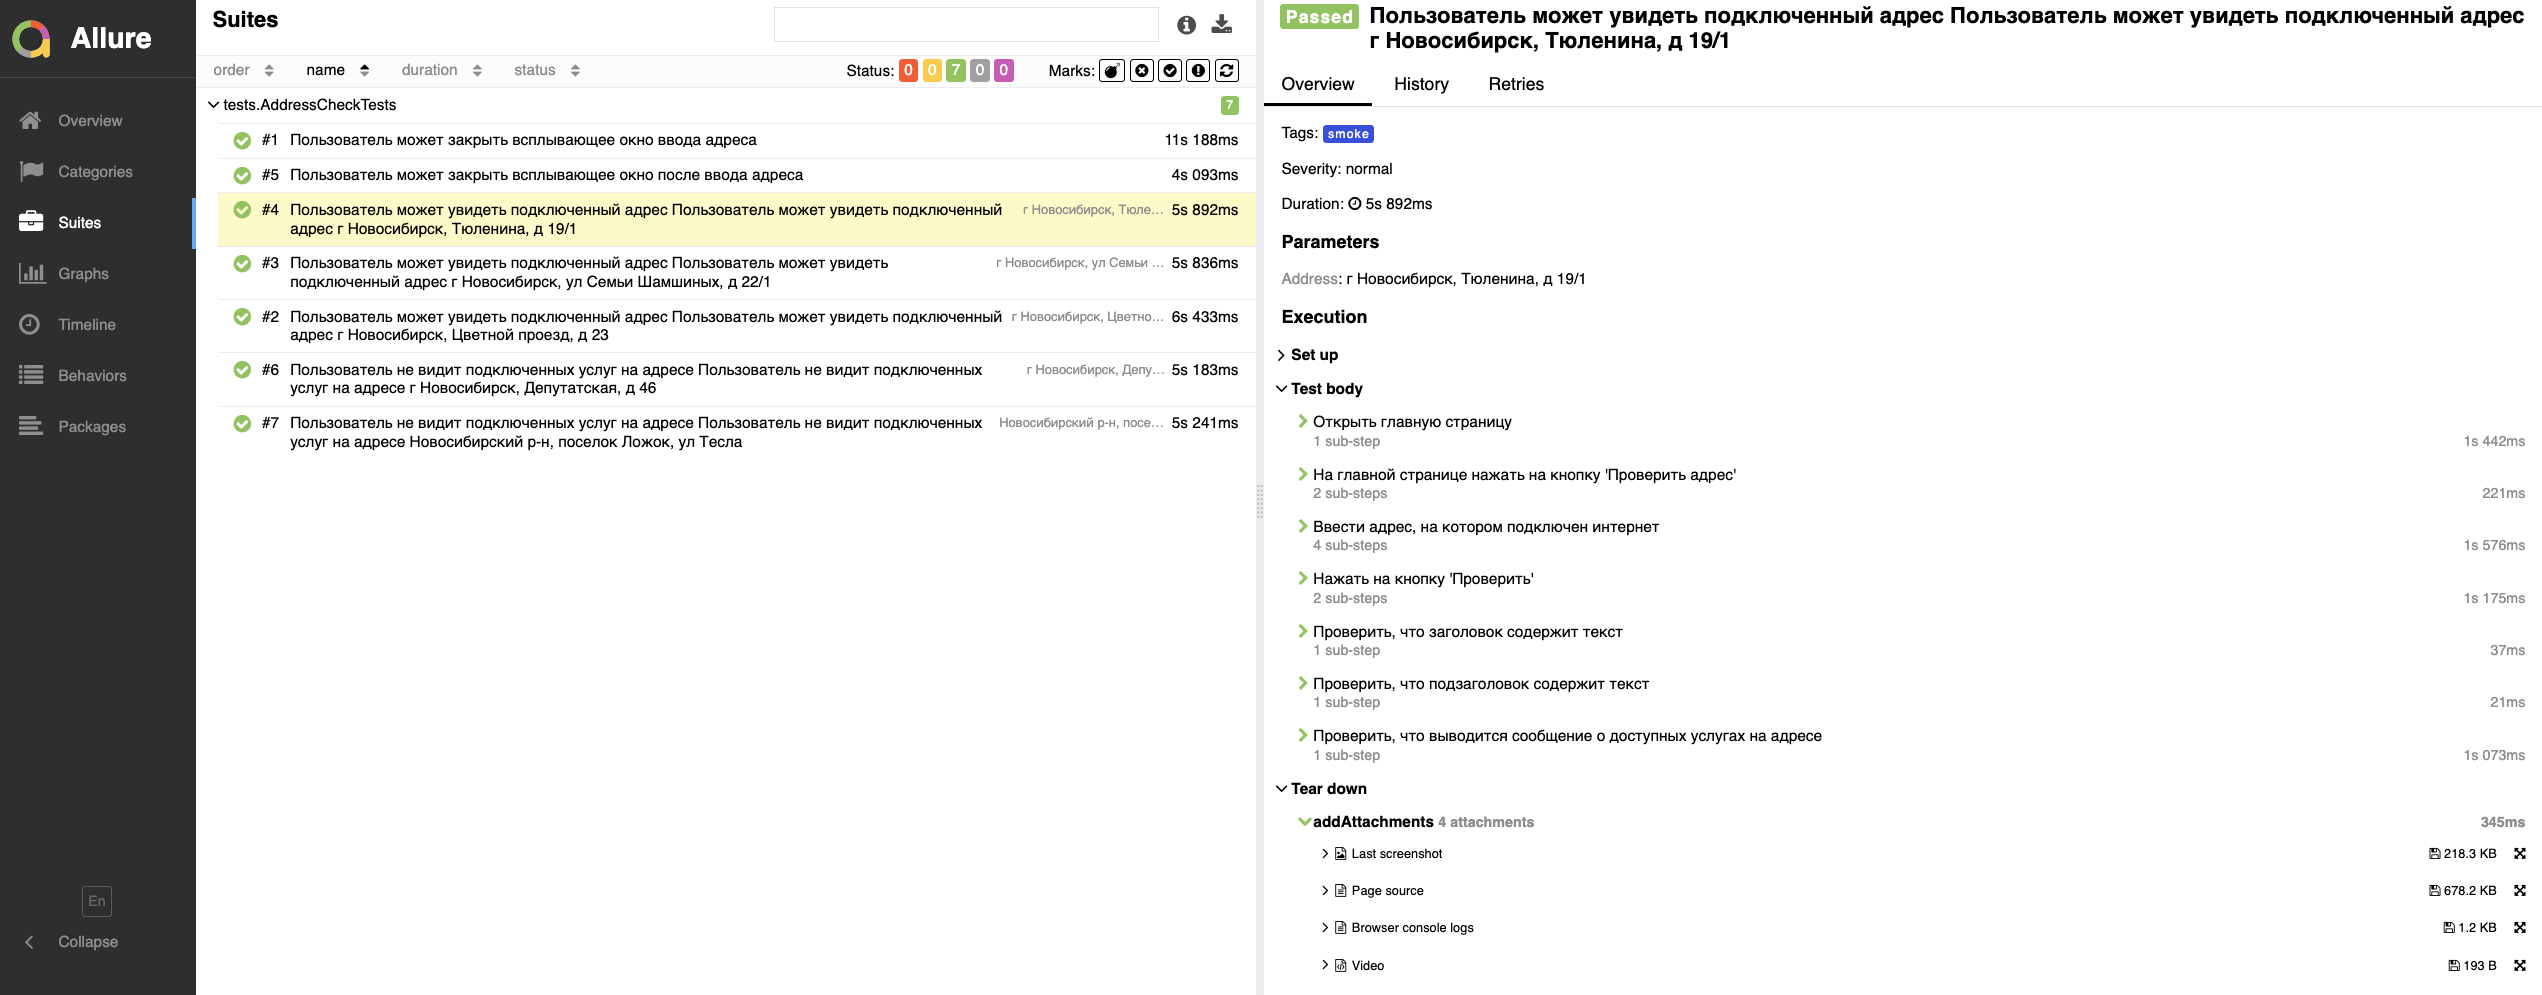 Allure
Overview
Categories
Suites
Graphs
Timeline
Behaviors
Packages
En
Collapse
Suites
order name duration status Status: 0 0 7 0 0 Marks:
tests.AddressCheckTests 7
#1 Пользователь может закрыть всплывающее окно ввода адреса 11s 188ms
#5 Пользователь может закрыть всплывающее окно после ввода адреса 4s 093ms
#4 Пользователь может увидеть подключенный адрес Пользователь может увидеть подключенный г Новосибирск, Тюле... 5s 892ms
адрес г Новосибирск, Тюленина, д 19/1
#3 Пользователь может увидеть подключенный адрес Пользователь может увидеть г Новосибирск, ул Семьи ... 5s 836ms
подключенный адрес г Новосибирск, ул Семьи Шамшиных, д 22/1
#2 Пользователь может увидеть подключенный адрес Пользователь может увидеть подключенный г Новосибирск, Цветно... 6s 433ms
адрес г Новосибирск, Цветной проезд, д 23
#6 Пользователь не видит подключенных услуг на адресе Пользователь не видит подключенных г Новосибирск, Депу... 5s 183ms
услуг на адресе г Новосибирск, Депутатская, д 46
#7 Пользователь не видит подключенных услуг на адресе Пользователь не видит подключенных Новосибирский р-н, посе... 5s 241ms
услуг на адресе Новосибирский р-н, поселок Ложок, ул Тесла
Passed Пользователь может увидеть подключенный адрес Пользователь может увидеть подключенный адрес
г Новосибирск, Тюленина, д 19/1
Overview History Retries
Tags: smoke
Severity: normal
Duration: 5s 892ms
Parameters
Address: г Новосибирск, Тюленина, д 19/1
Execution
Set up
Test body
Открыть главную страницу
1 sub-step 1s 442ms
На главной странице нажать на кнопку 'Проверить адрес'
2 sub-steps 221ms
Ввести адрес, на котором подключен интернет
4 sub-steps 1s 576ms
Нажать на кнопку 'Проверить'
2 sub-steps 1s 175ms
Проверить, что заголовок содержит текст
1 sub-step 37ms
Проверить, что подзаголовок содержит текст
1 sub-step 21ms
Проверить, что выводится сообщение о доступных услугах на адресе
1 sub-step 1s 073ms
Tear down
addAttachments 4 attachments 345ms
Last screenshot 218.3 KB
Page source 678.2 KB
Browser console logs 1.2 KB
Video 193 B